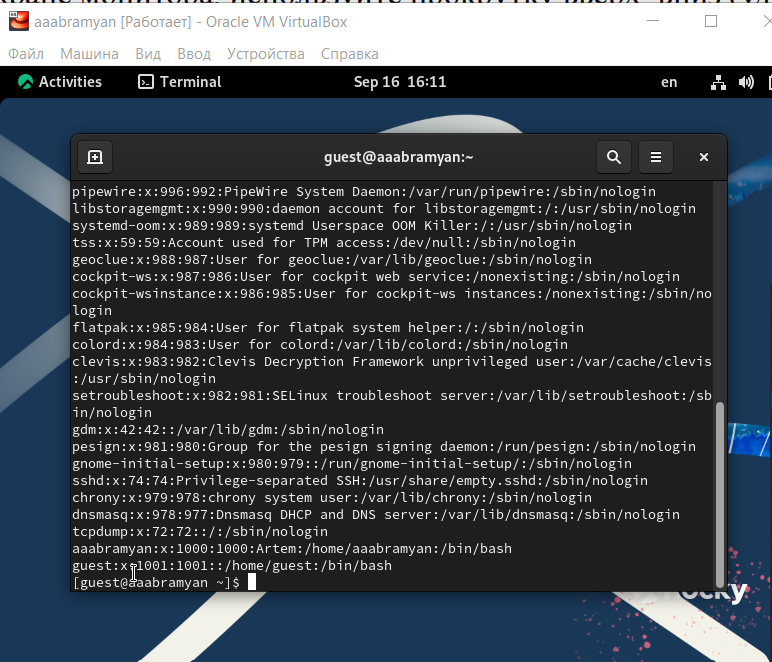 aaabramyan [Работает] - Oracle VM VirtualBox
Файл Машина Вид Ввод Устройства Справка
Activities Terminal Sep 16 16:11 en
guest@aaabramyan:~
pipewire:x:996:992:PipeWire System Daemon:/var/run/pipewire:/sbin/nologin
libstoragemgmt:x:990:990:daemon account for libstoragemgmt:/:/usr/sbin/nologin
systemd-oom:x:989:989:systemd Userspace OOM Killer:/:/usr/sbin/nologin
tss:x:59:59:Account used for TPM access:/dev/null:/sbin/nologin
geoclue:x:988:987:User for geoclue:/var/lib/geoclue:/sbin/nologin
cockpit-ws:x:987:986:User for cockpit web service:/nonexisting:/sbin/nologin
cockpit-wsinstance:x:986:985:User for cockpit-ws instances:/nonexisting:/sbin/no
login
flatpak:x:985:984:User for flatpak system helper:/:/sbin/nologin
colord:x:984:983:User for colord:/var/lib/colord:/sbin/nologin
clevis:x:983:982:Clevis Decryption Framework unprivileged user:/var/cache/clevis
:/usr/sbin/nologin
setroubleshoot:x:982:981:SELinux troubleshoot server:/var/lib/setroubleshoot:/sb
in/nologin
gdm:x:42:42::/var/lib/gdm:/sbin/nologin
pesign:x:981:980:Group for the pesign signing daemon:/run/pesign:/sbin/nologin
gnome-initial-setup:x:980:979::/run/gnome-initial-setup/:/sbin/nologin
sshd:x:74:74:Privilege-separated SSH:/usr/share/empty.sshd:/sbin/nologin
chrony:x:979:978:chrony system user:/var/lib/chrony:/sbin/nologin
dnsmasq:x:978:977:Dnsmasq DHCP and DNS server:/var/lib/dnsmasq:/sbin/nologin
tcpdump:x:72:72::/:/sbin/nologin
aaabramyan:x:1000:1000:Artem:/home/aaabramyan:/bin/bash
guest:x:1001:1001::/home/guest:/bin/bash
[guest@aaabramyan ~]$